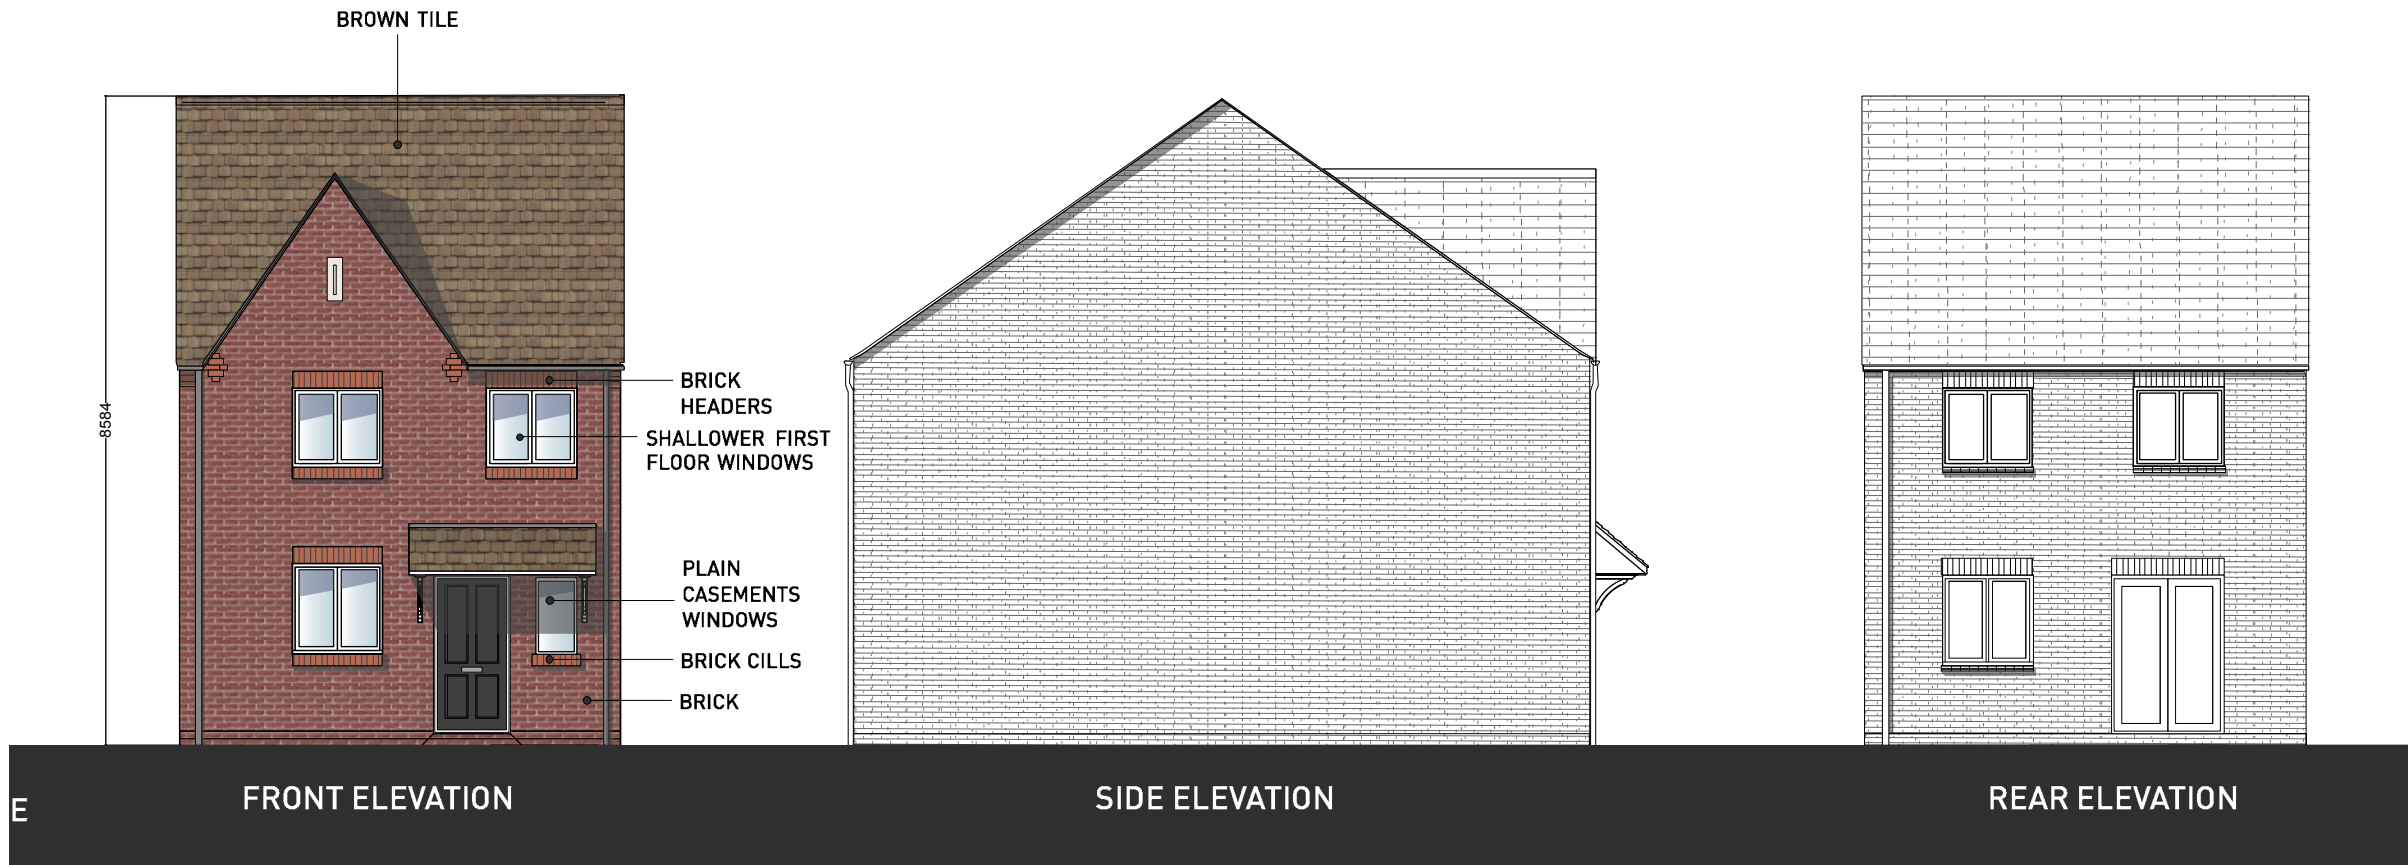 BROWN TILE
8584
BRICK
HEADERS
SHALLOWER FIRST
FLOOR WINDOWS
PLAIN
CASEMENTS
WINDOWS
BRICK CILLS
BRICK
E
FRONT ELEVATION
SIDE ELEVATION
REAR ELEVATION